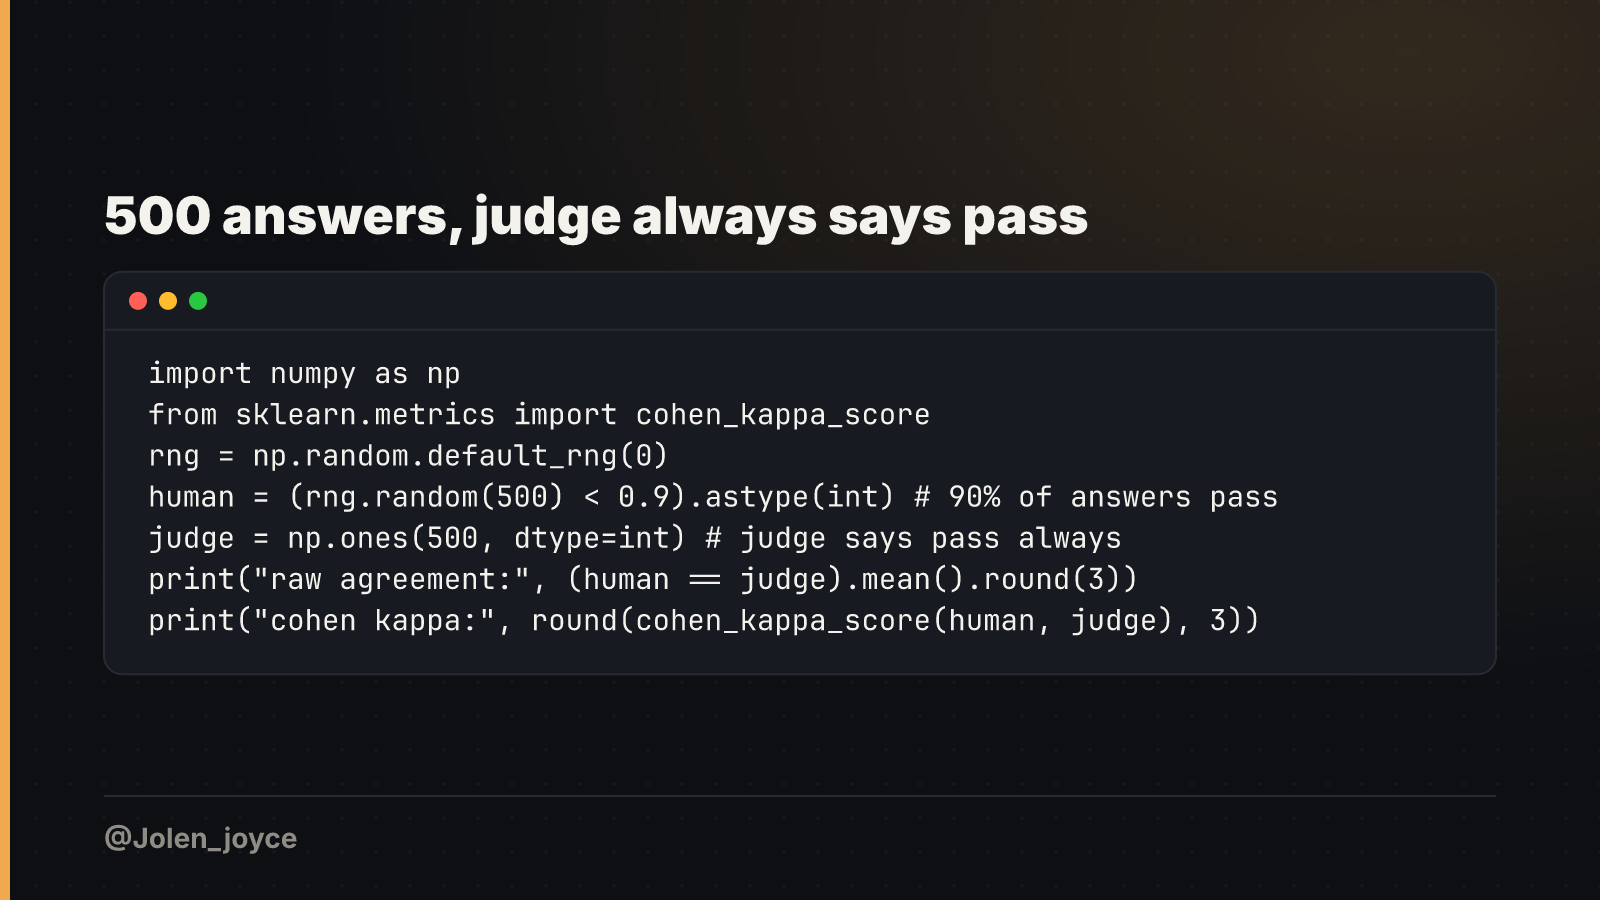 500 answers, judge always says pass
import numpy as np
from sklearn.metrics import cohen_kappa_score
rng = np.random.default_rng(0)
human = (rng.random(500) < 0.9).astype(int) # 90% of answers pass
judge = np.ones(500, dtype=int) # judge says pass always
print("raw agreement:", (human == judge).mean().round(3))
print("cohen kappa:", round(cohen_kappa_score(human, judge), 3))
@Jolen_joyce